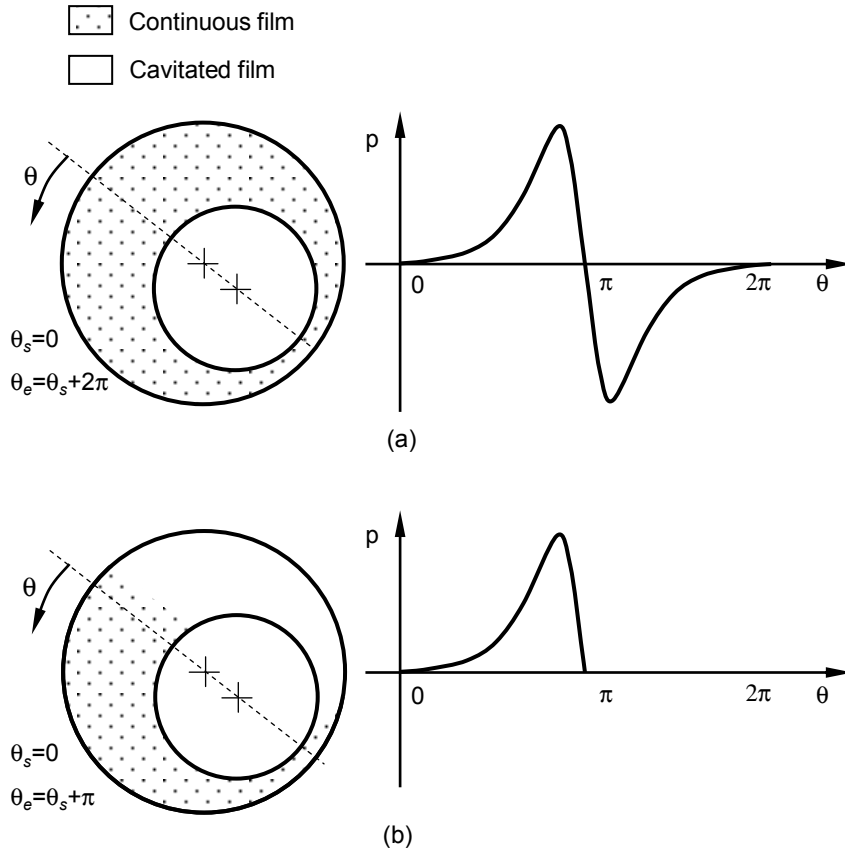 Continuous film
Cavitated film
θ
θs=0
θe=θs+2π
p
0
π
2π
θ
(a)
θ
θs=0
θe=θs+π
p
0
π
2π
θ
(b)